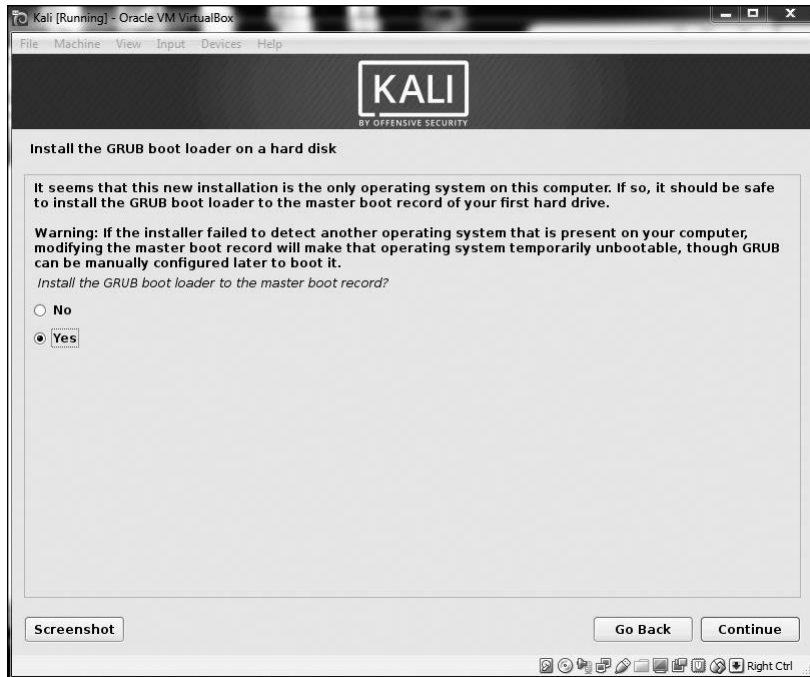 Kali [Running] - Oracle VM VirtualBox
File Machine View Input Devices Help
KALI
BY OFFENSIVE SECURITY
Install the GRUB boot loader on a hard disk
It seems that this new installation is the only operating system on this computer. If so, it should be safe
to install the GRUB boot loader to the master boot record of your first hard drive.
Warning: If the installer failed to detect another operating system that is present on your computer,
modifying the master boot record will make that operating system temporarily unbootable, though GRUB
can be manually configured later to boot it.
Install the GRUB boot loader to the master boot record?
No
Yes
Screenshot
Go Back
Continue
Right Ctrl